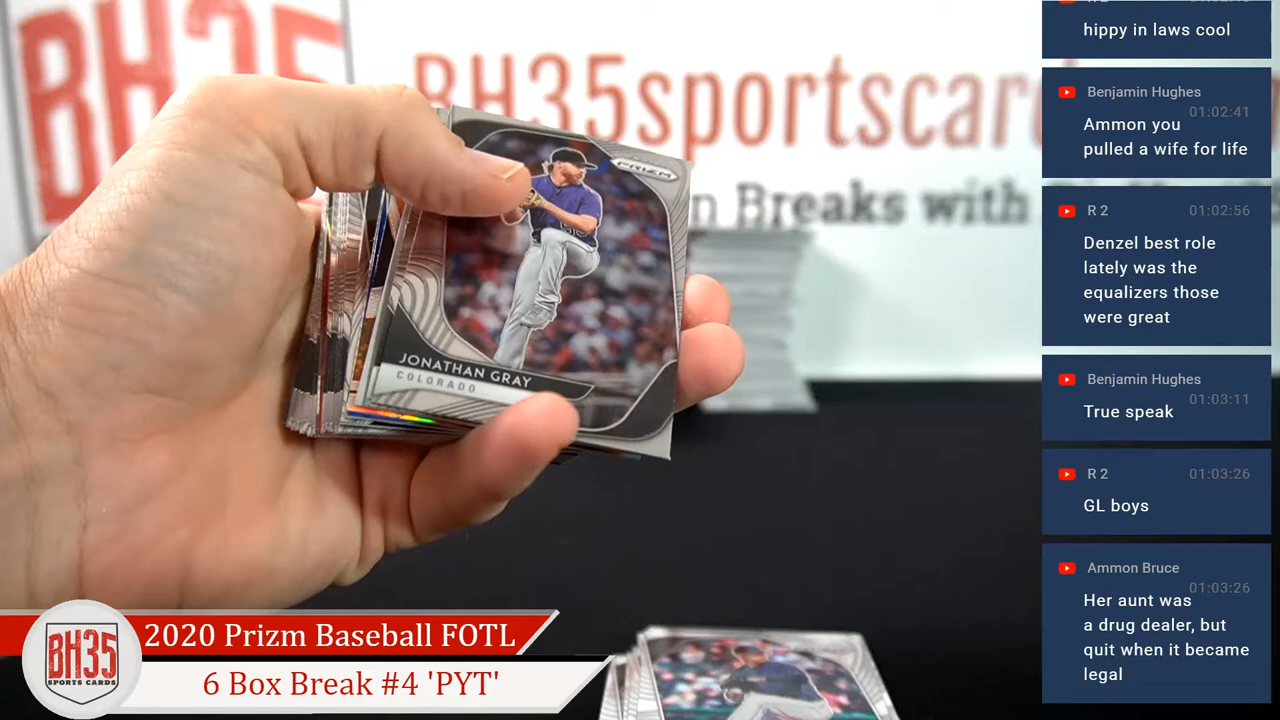 BH35
BH35sportscar
n Breaks with
PRIZM
JONATHAN GRAY
COLORADO
BH35
SPORTS CARDS
2020 Prizm Baseball FOTL
6 Box Break #4 'PYT'
hippy in laws cool
Benjamin Hughes
01:02:41
Ammon you
pulled a wife for life
R 2 01:02:56
Denzel best role
lately was the
equalizers those
were great
Benjamin Hughes
01:03:11
True speak
R 2 01:03:26
GL boys
Ammon Bruce
01:03:26
Her aunt was
a drug dealer, but
quit when it became
legal